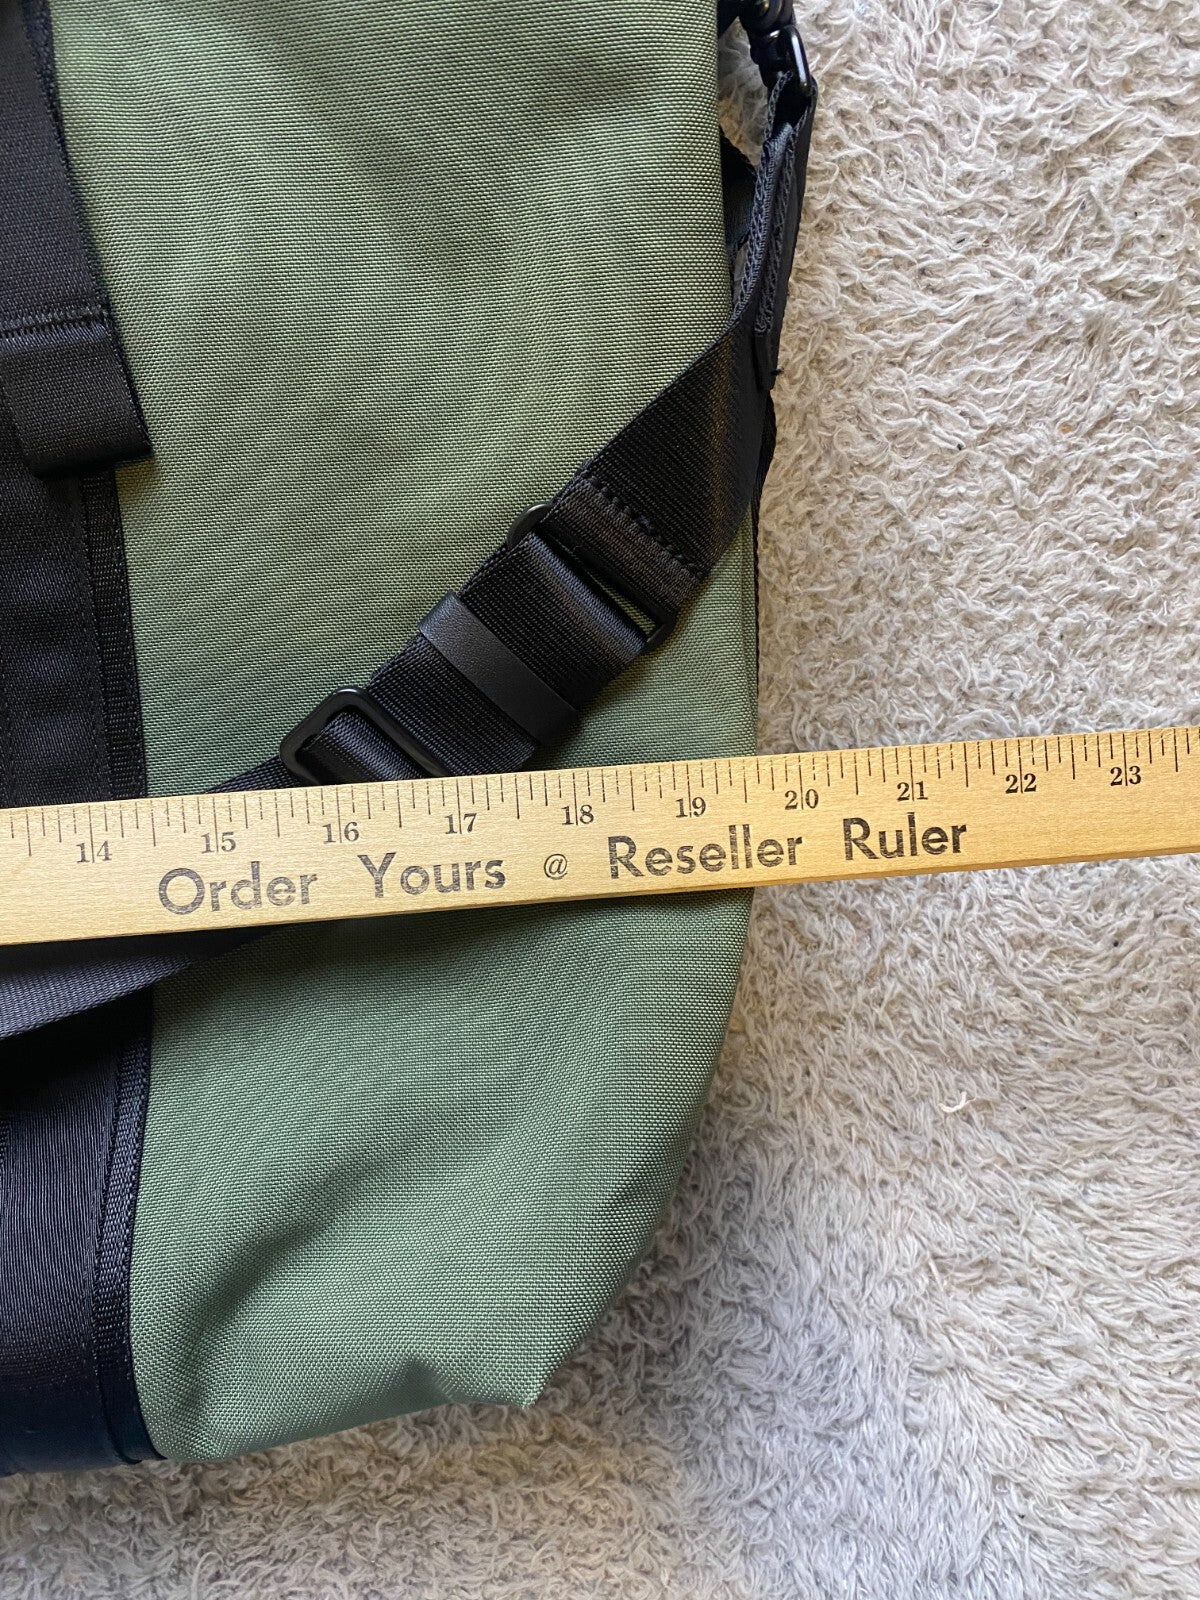 14 15 16 17 18 19 20 21 22 23
Order Yours @ Reseller Ruler